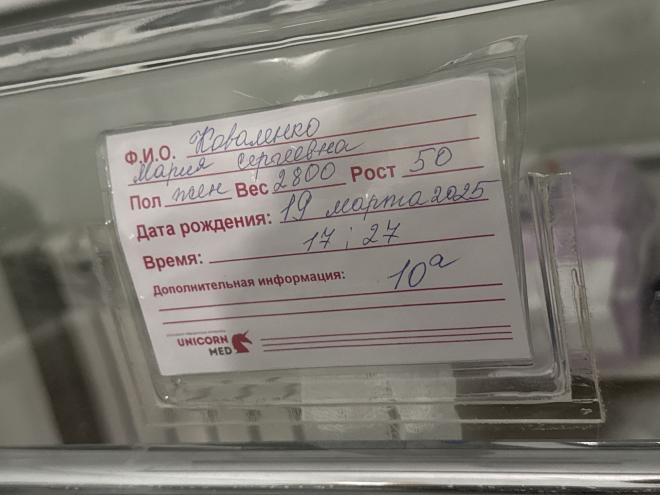 Ф.И.О. Коваленко
Мария Сергеевна
Пол жен Вес 2800 Рост 50
Дата рождения: 19 марта 2025
Время: 17:27
Дополнительная информация: 10а
UNICORN
MED